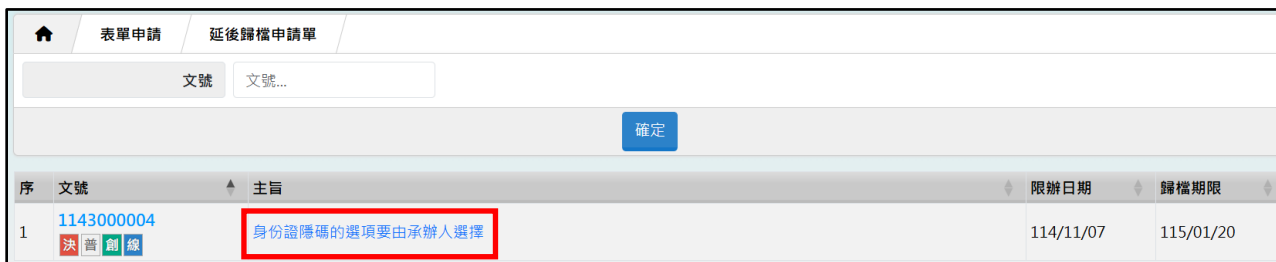 表單申請 延後歸檔申請單
文號 文號...
確定
序 文號 主旨 限辦日期 歸檔期限
1 1143000004 身份證隱碼的選項要由承辦人選擇 114/11/07 115/01/20
決 普 創 線